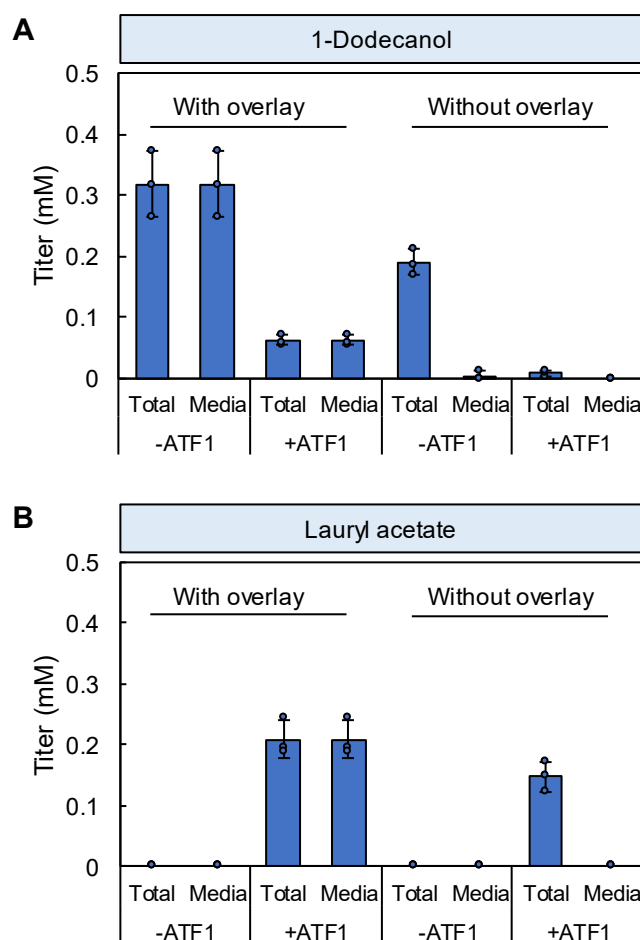 A
1-Dodecanol
With overlay Without overlay
Titer (mM)
0.5
0.4
0.3
0.2
0.1
0
Total Media Total Media Total Media Total Media
-ATF1 +ATF1 -ATF1 +ATF1
B
Lauryl acetate
With overlay Without overlay
Titer (mM)
0.5
0.4
0.3
0.2
0.1
0
Total Media Total Media Total Media Total Media
-ATF1 +ATF1 -ATF1 +ATF1